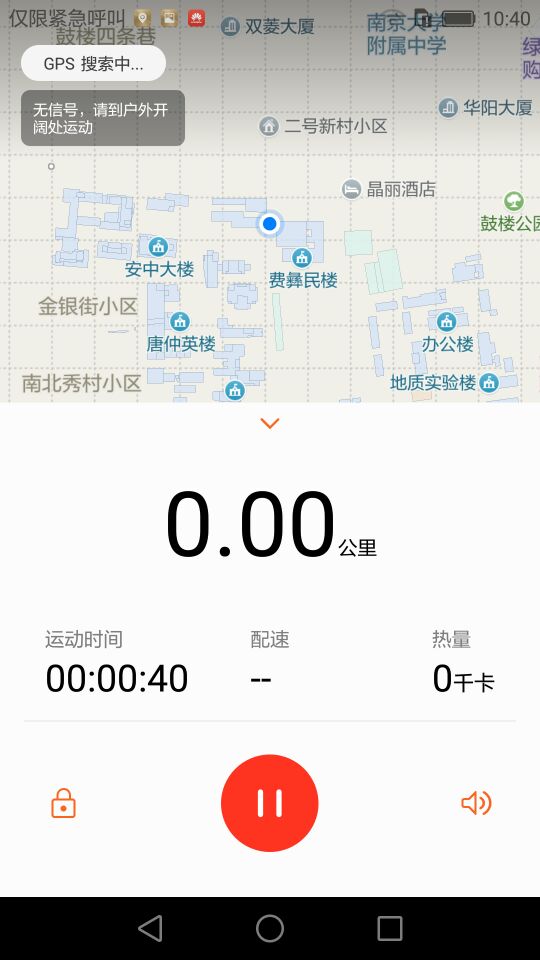 仅限紧急呼叫
10:40
鼓楼四条巷
双菱大厦
南京大学
附属中学
绿
购
GPS 搜索中...
无信号，请到户外开
阔处运动
华阳大厦
二号新村小区
晶丽酒店
鼓楼公园
安中大楼
费彝民楼
金银街小区
唐仲英楼
办公楼
南北秀村小区
地质实验楼
0.00公里
运动时间
配速
热量
00:00:40
--
0千卡